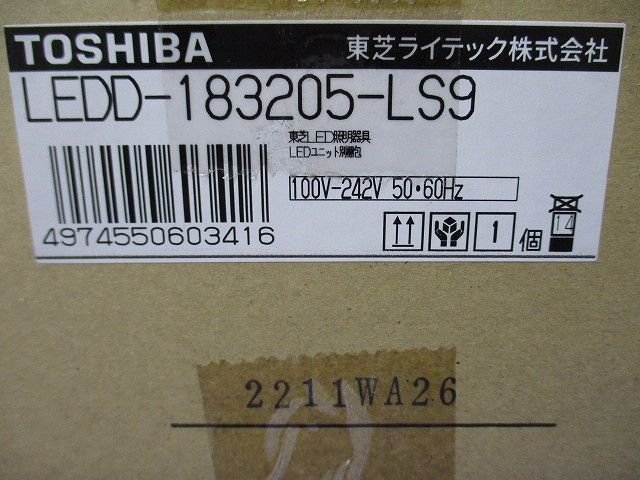 TOSHIBA 東芝ライテック株式会社
LEDD-183205-LS9
東芝LED照明器具
LEDユニット別梱包
100V-242V 50・60Hz
4974550603416
1個
14
2211WA26